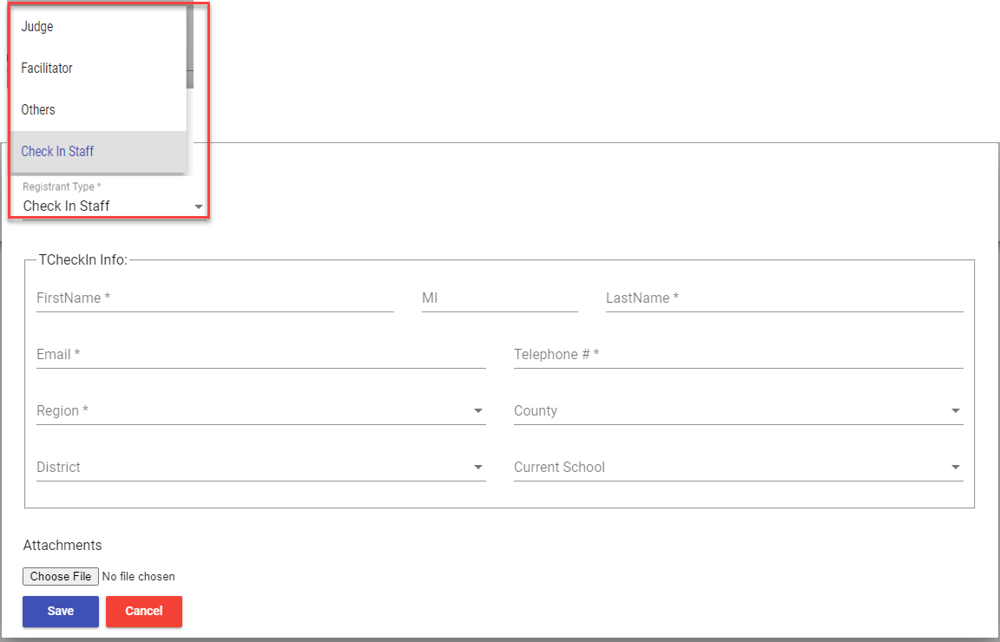 Judge
Facilitator
Others
Check In Staff
Registrant Type *
Check In Staff
TCheckIn Info:
FirstName * MI LastName *
Email * Telephone # *
Region * County
District Current School
Attachments
Choose File No file chosen
Save Cancel